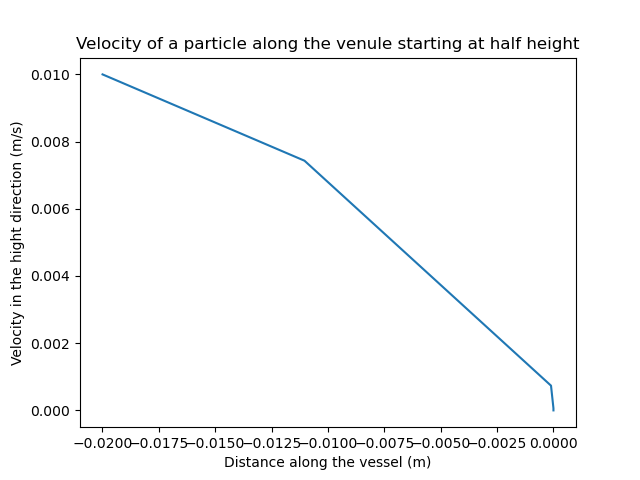 Velocity of a particle along the venule starting at half height
Velocity in the hight direction (m/s)
0.010
0.008
0.006
0.004
0.002
0.000
−0.0200 −0.0175 −0.0150 −0.0125 −0.0100 −0.0075 −0.0050 −0.0025 0.0000
Distance along the vessel (m)